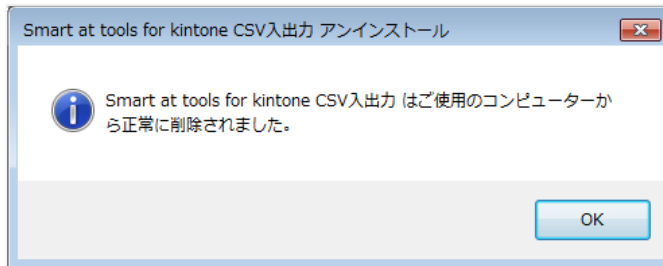 Smart at tools for kintone CSV入出力 アンインストール
Smart at tools for kintone CSV入出力 はご使用のコンピューターか
ら正常に削除されました。
OK